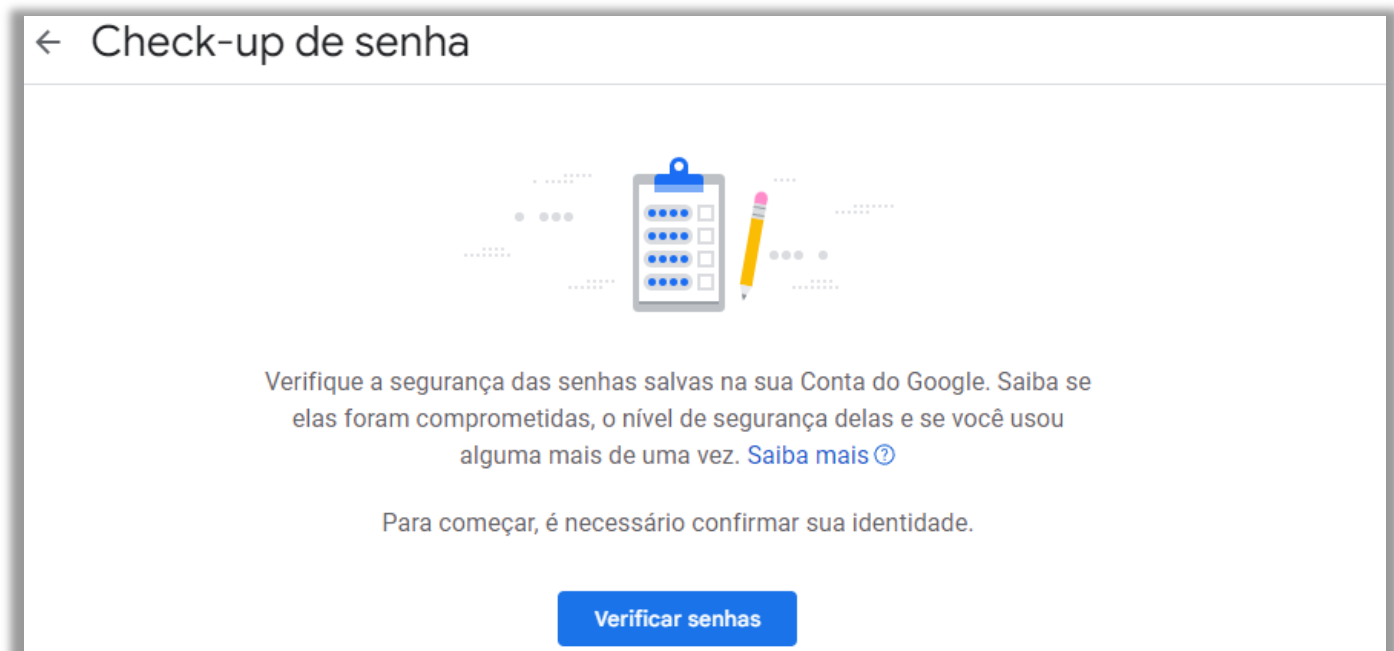 Check-up de senha
Verifique a segurança das senhas salvas na sua Conta do Google. Saiba se
elas foram comprometidas, o nível de segurança delas e se você usou
alguma mais de uma vez. Saiba mais
Para começar, é necessário confirmar sua identidade.
Verificar senhas